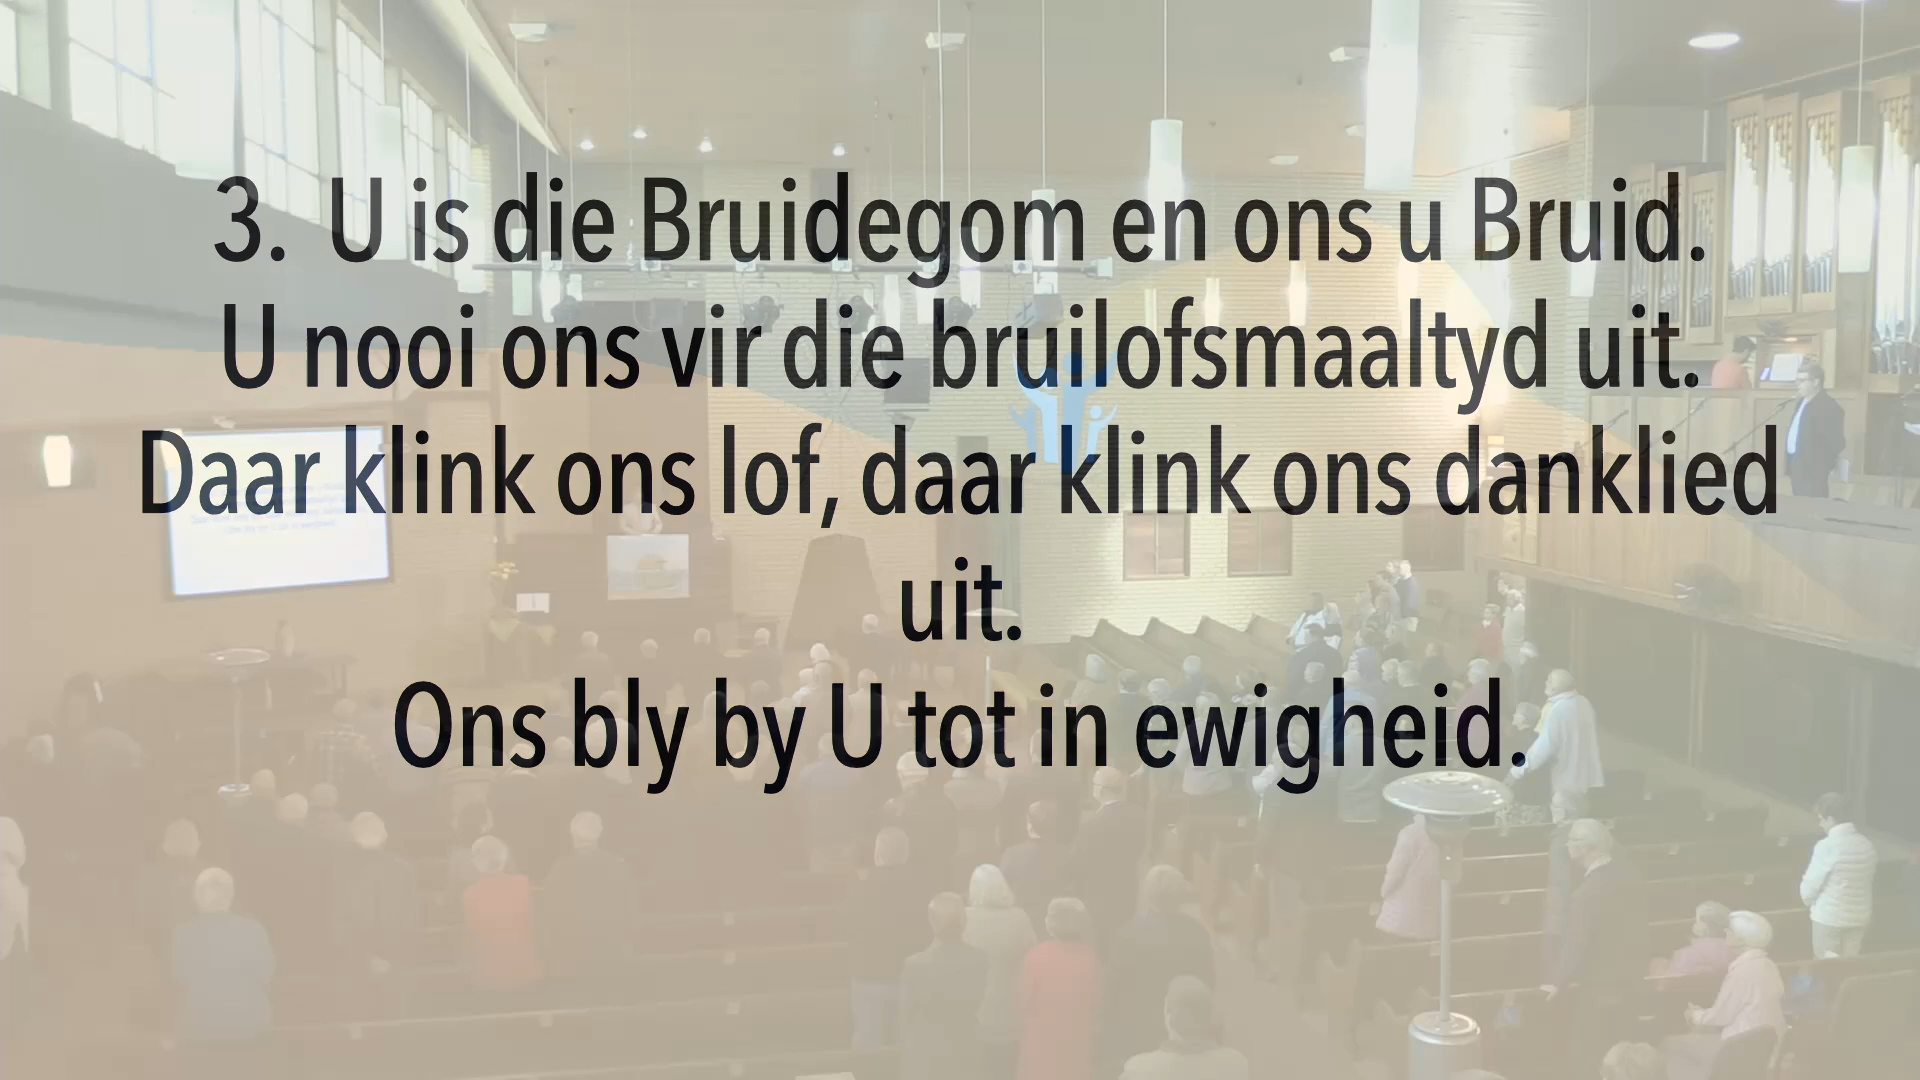 3. U is die Bruidegom en ons u Bruid.
U nooi ons vir die bruilofsmaaltyd uit.
Daar klink ons lof, daar klink ons danklied
uit.
Ons bly by U tot in ewigheid.